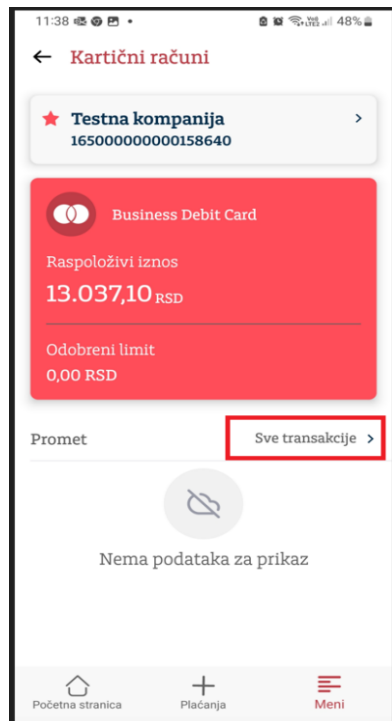 11:38
48%
Kartični računi
Testna kompanija
165000000000158640
Business Debit Card
Raspoloživi iznos
13.037,10 RSD
Odobreni limit
0,00 RSD
Promet
Sve transakcije
Nema podataka za prikaz
Početna stranica
Plaćanja
Meni